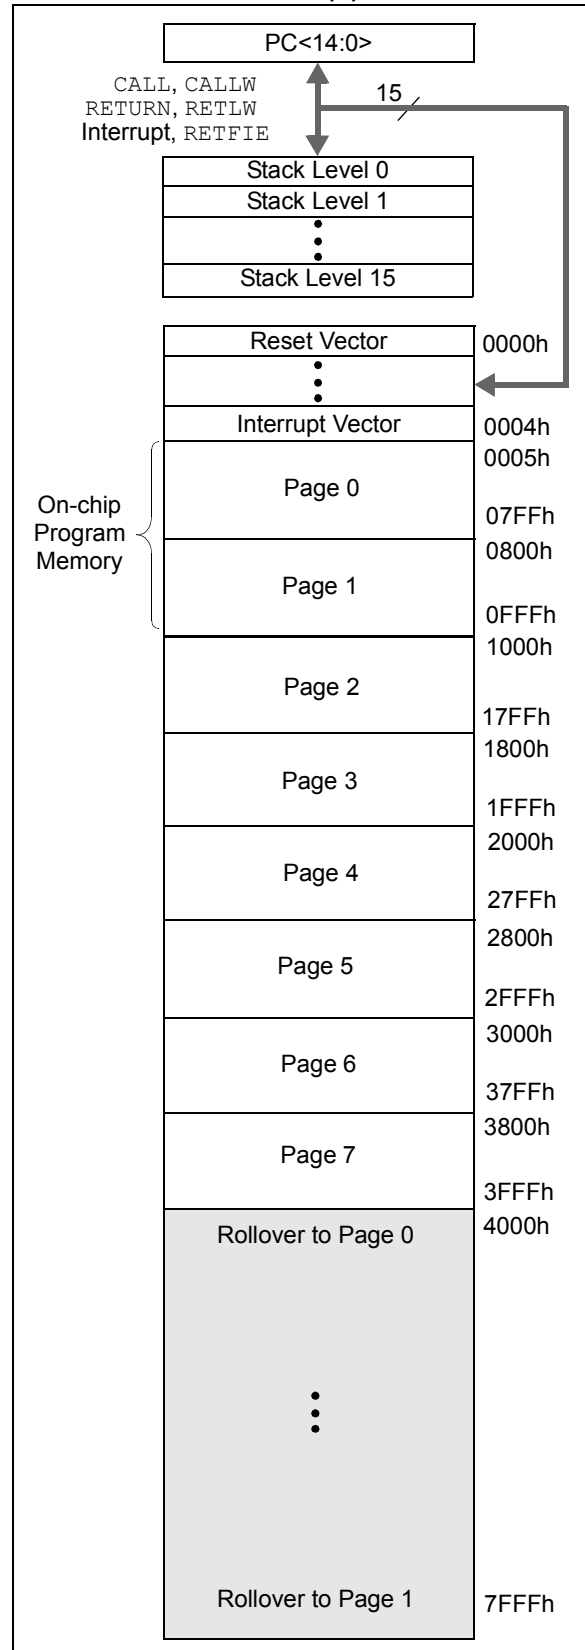 PC<14:0>
CALL, CALLW
RETURN, RETLW
Interrupt, RETFIE
15
Stack Level 0
Stack Level 1
Stack Level 15
Reset Vector
0000h
Interrupt Vector
0004h
0005h
On-chip
Program
Memory
Page 0
07FFh
0800h
Page 1
0FFFh
1000h
Page 2
17FFh
1800h
Page 3
1FFFh
2000h
Page 4
27FFh
2800h
Page 5
2FFFh
3000h
Page 6
37FFh
3800h
Page 7
3FFFh
Rollover to Page 0
4000h
Rollover to Page 1
7FFFh